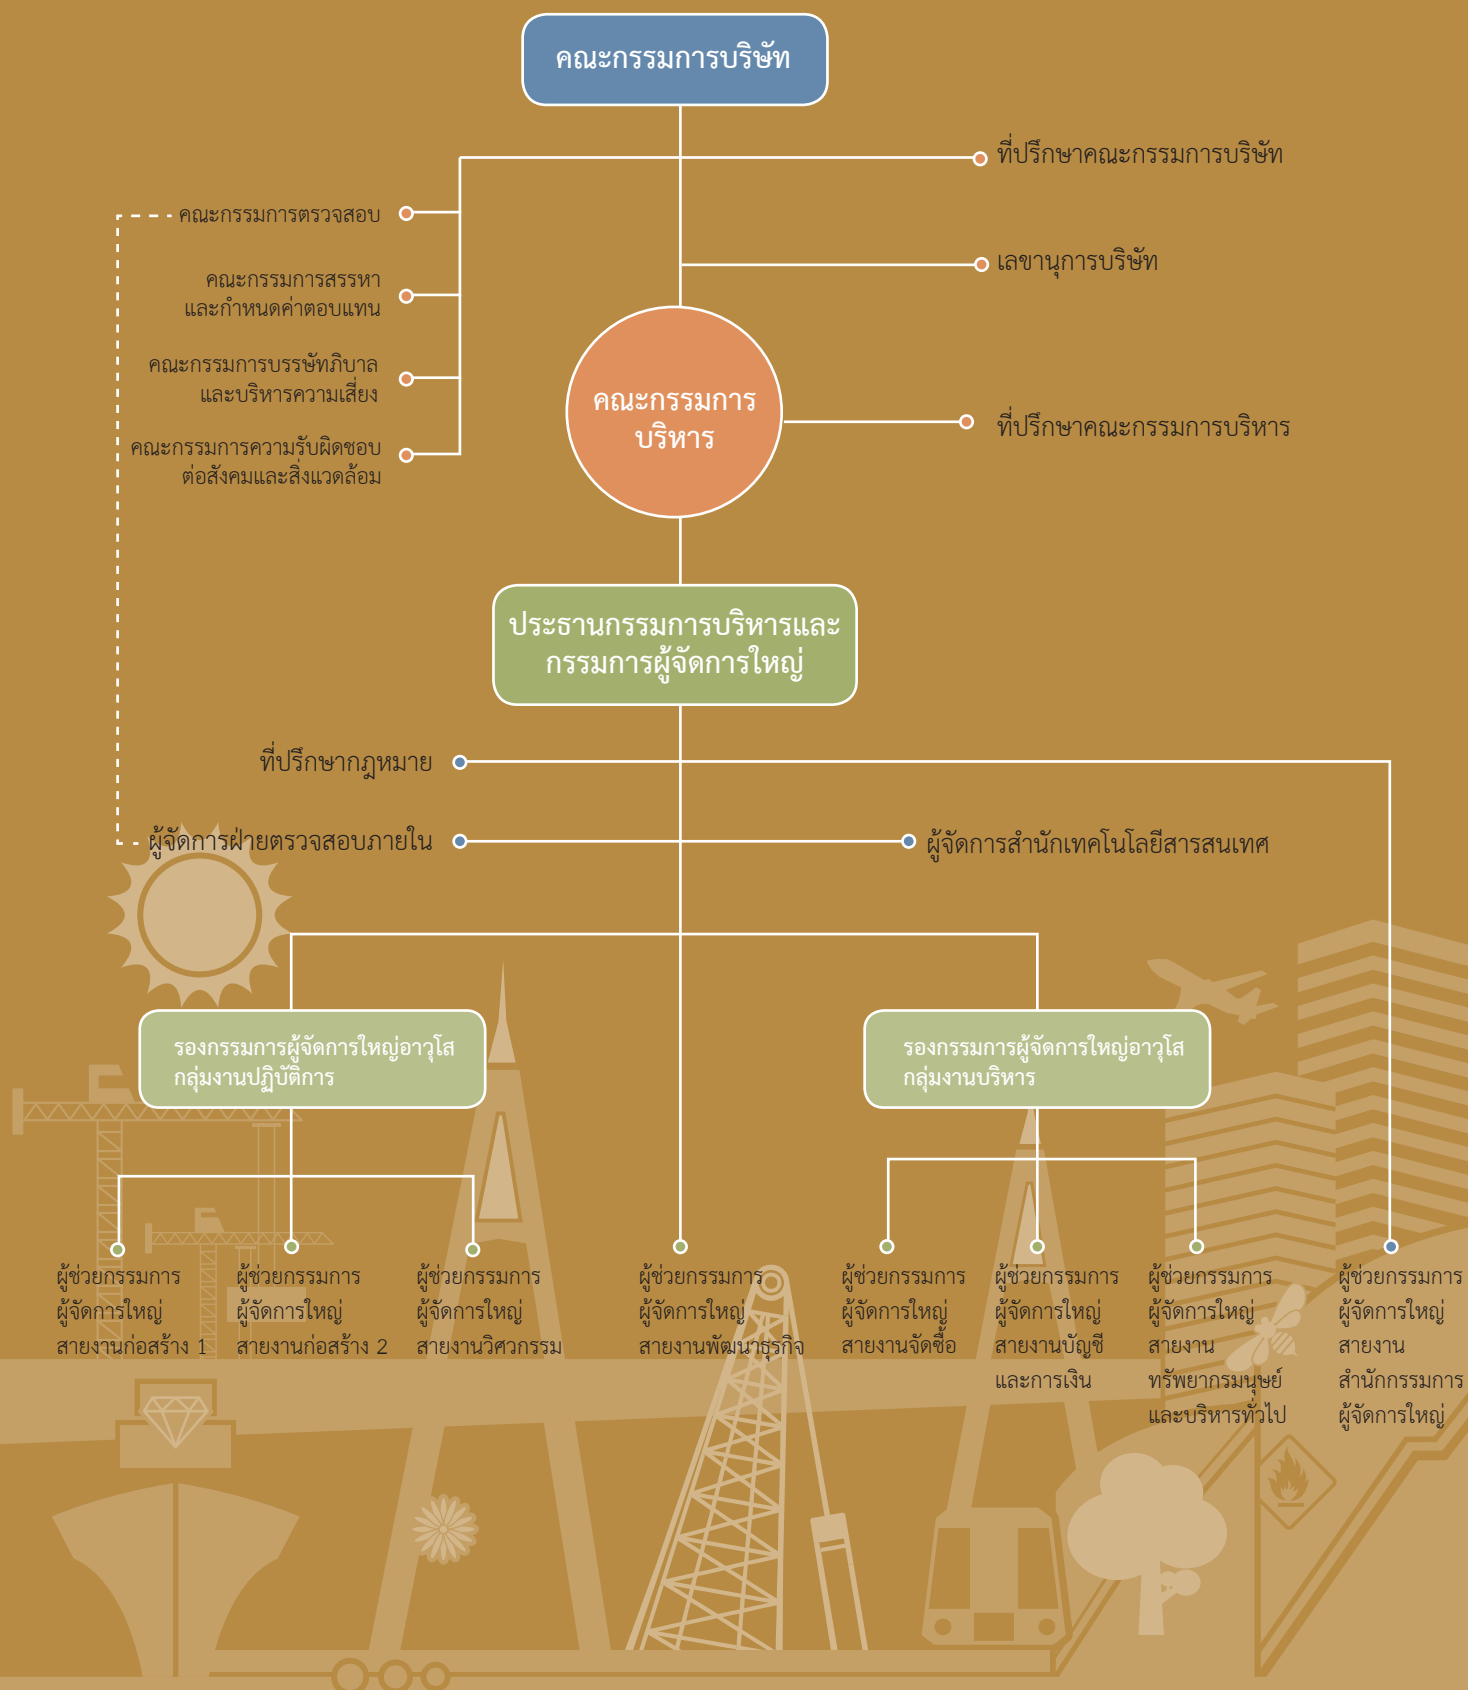 คณะกรรมการบริษัท
ที่ปรึกษาคณะกรรมการบริษัท
คณะกรรมการตรวจสอบ
เลขานุการบริษัท
คณะกรรมการสรรหา
และกำหนดค่าตอบแทน
คณะกรรมการบรรษัทภิบาล
และบริหารความเสี่ยง
คณะกรรมการ
บริหาร
ที่ปรึกษาคณะกรรมการบริหาร
คณะกรรมการความรับผิดชอบ
ต่อสังคมและสิ่งแวดล้อม
ประธานกรรมการบริหารและ
กรรมการผู้จัดการใหญ่
ที่ปรึกษากฎหมาย
ผู้จัดการฝ่ายตรวจสอบภายใน
ผู้จัดการสำนักเทคโนโลยีสารสนเทศ
รองกรรมการผู้จัดการใหญ่อาวุโส
กลุ่มงานปฏิบัติการ
รองกรรมการผู้จัดการใหญ่อาวุโส
กลุ่มงานบริหาร
ผู้ช่วยกรรมการ
ผู้จัดการใหญ่
สายงานก่อสร้าง 1
ผู้ช่วยกรรมการ
ผู้จัดการใหญ่
สายงานก่อสร้าง 2
ผู้ช่วยกรรมการ
ผู้จัดการใหญ่
สายงานวิศวกรรม
ผู้ช่วยกรรมการ
ผู้จัดการใหญ่
สายงานพัฒนาธุรกิจ
ผู้ช่วยกรรมการ
ผู้จัดการใหญ่
สายงานจัดซื้อ
ผู้ช่วยกรรมการ
ผู้จัดการใหญ่
สายงานบัญชี
และการเงิน
ผู้ช่วยกรรมการ
ผู้จัดการใหญ่
สายงาน
ทรัพยากรมนุษย์
และบริหารทั่วไป
ผู้ช่วยกรรมการ
ผู้จัดการใหญ่
สายงาน
สำนักกรรมการ
ผู้จัดการใหญ่